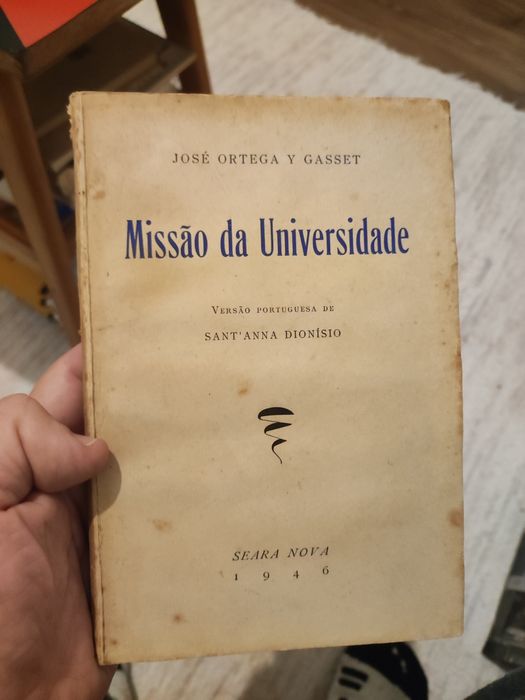 JOSÉ ORTEGA Y GASSET
Missão da Universidade
VERSÃO PORTUGUESA DE
SANT'ANNA DIONÍSIO
SEARA NOVA
1946